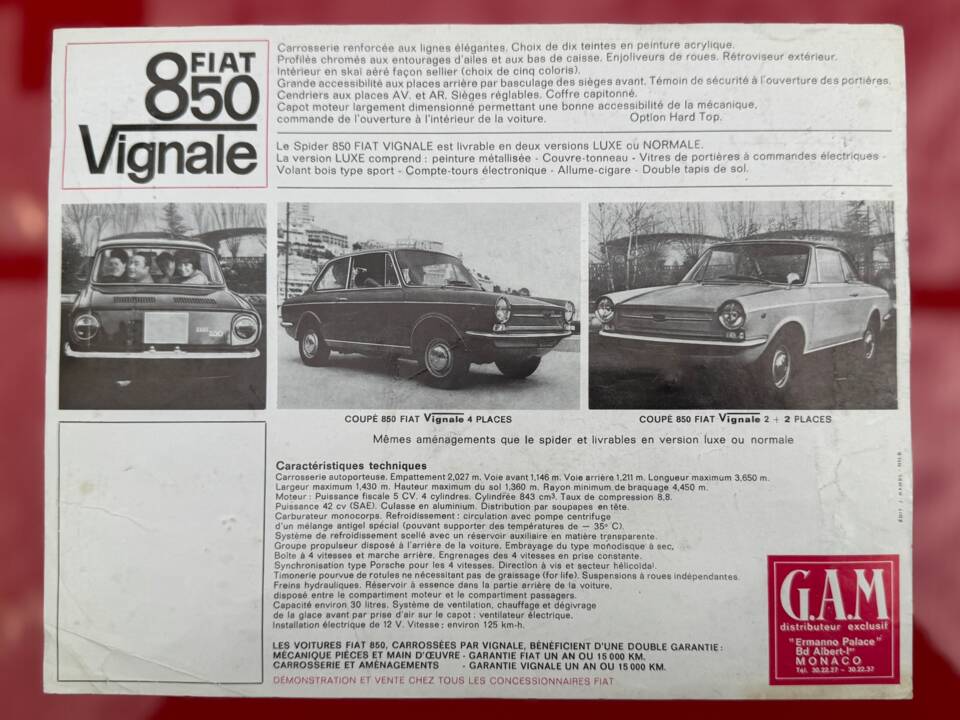 FIAT
850
Vignale
Carrosserie renforcée aux lignes élégantes. Choix de dix teintes en peinture acrylique.
Profilés chromés aux entourages d'ailes et aux bas de caisse. Enjoliveurs de roues. Rétroviseur extérieur.
Intérieur en skaï aéré façon sellier (choix de cinq coloris).
Grande accessibilité aux places arrière par basculage des sièges avant. Témoin de sécurité à l'ouverture des portières.
Cendriers aux places AV. et AR. Sièges réglables. Coffre capitonné.
Capot moteur largement dimensionné permettant une bonne accessibilité de la mécanique,
commande de l'ouverture à l'intérieur de la voiture. Option Hard Top.
Le Spider 850 FIAT VIGNALE est livrable en deux versions LUXE ou NORMALE.
La version LUXE comprend : peinture métallisée - Couvre-tonneau - Vitres de portières à commandes électriques -
Volant bois type sport - Compte-tours électronique - Allume-cigare - Double tapis de sol.
COUPÉ 850 FIAT Vignale 4 PLACES
COUPÉ 850 FIAT Vignale 2 + 2 PLACES
Mêmes aménagements que le spider et livrables en version luxe ou normale
Caractéristiques techniques
Carrosserie autoporteuse. Empattement 2,027 m. Voie avant 1,146 m. Voie arrière 1,211 m. Longueur maximum 3,650 m.
Largeur maximum 1,430 m. Hauteur maximum du sol 1,360 m. Rayon minimum de braquage 4,450 m.
Moteur : Puissance fiscale 5 CV. 4 cylindres. Cylindrée 843 cm³. Taux de compression 8,8.
Puissance 42 cv (SAE). Culasse en aluminium. Distribution par soupapes en tête.
Carburateur monocorps. Refroidissement : circulation avec pompe centrifuge
d'un mélange antigel spécial (pouvant supporter des températures de — 35° C).
Système de refroidissement scellé avec un réservoir auxiliaire en matière transparente.
Groupe propulseur disposé à l'arrière de la voiture. Embrayage du type monodisque à sec.
Boîte à 4 vitesses et marche arrière. Engrenages des 4 vitesses en prise constante.
Synchronisation type Porsche pour les 4 vitesses. Direction à vis et secteur hélicoïdal.
Timonerie pourvue de rotules ne nécessitant pas de graissage (for life). Suspensions à roues indépendantes.
Freins hydrauliques. Réservoir à essence dans la partie arrière de la voiture,
disposé entre le compartiment moteur et le compartiment passagers.
Capacité environ 30 litres. Système de ventilation, chauffage et dégivrage
de la glace avant par prise d'air sur le capot : ventilateur électrique.
Installation électrique de 12 V. Vitesse : environ 125 km-h.
LES VOITURES FIAT 850, CARROSSÉES PAR VIGNALE, BÉNÉFICIENT D'UNE DOUBLE GARANTIE :
MÉCANIQUE PIÈCES ET MAIN D'ŒUVRE - GARANTIE FIAT UN AN OU 15 000 KM.
CARROSSERIE ET AMÉNAGEMENTS - GARANTIE VIGNALE UN AN OU 15 000 KM.
DÉMONSTRATION ET VENTE CHEZ TOUS LES CONCESSIONNAIRES FIAT
G.A.M
distributeur exclusif
"Ermanno Palace"
Bd Albert-Ier
MONACO
Tél. 30.22.27 - 30.22.37